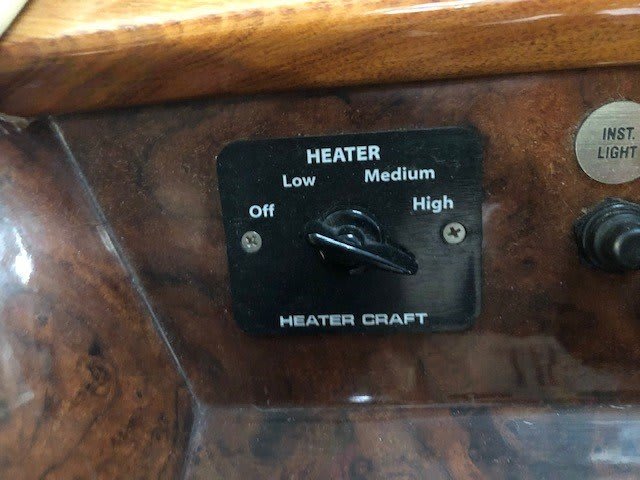 HEATER
Low Medium
Off High
HEATER CRAFT
INST.
LIGHT